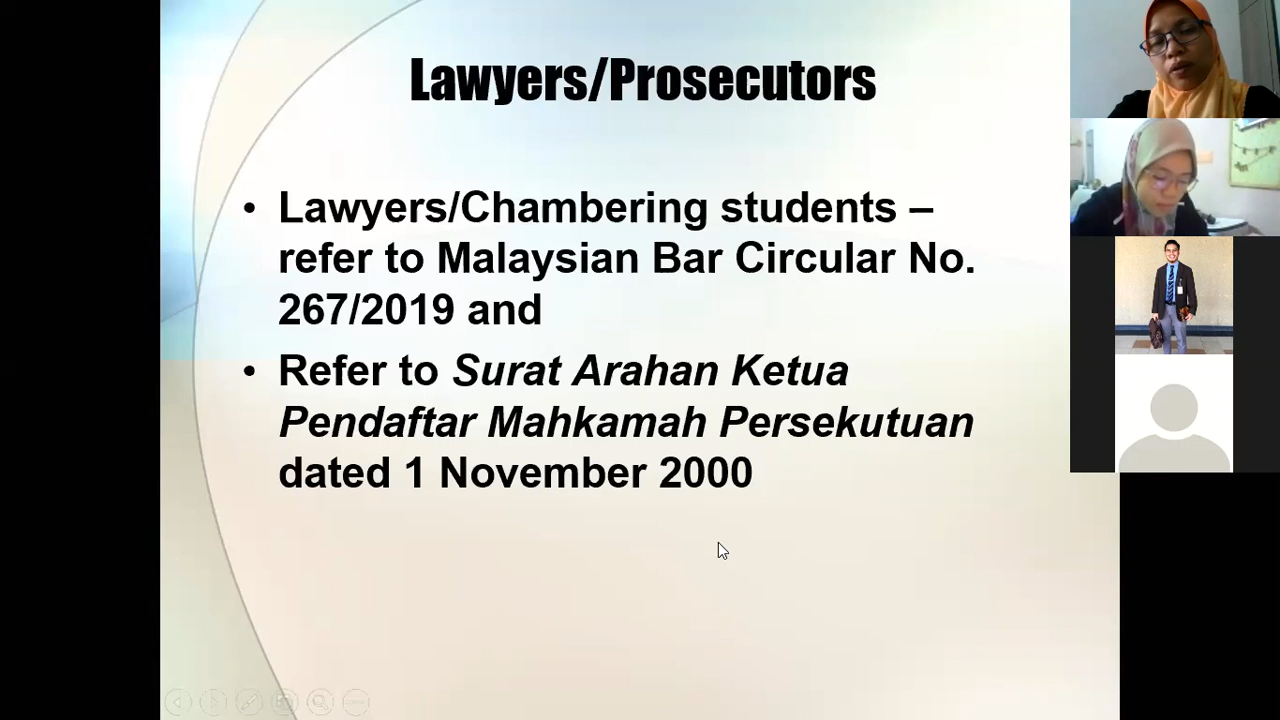 Lawyers/Prosecutors
• Lawyers/Chambering students –
refer to Malaysian Bar Circular No.
267/2019 and
• Refer to Surat Arahan Ketua
Pendaftar Mahkamah Persekutuan
dated 1 November 2000